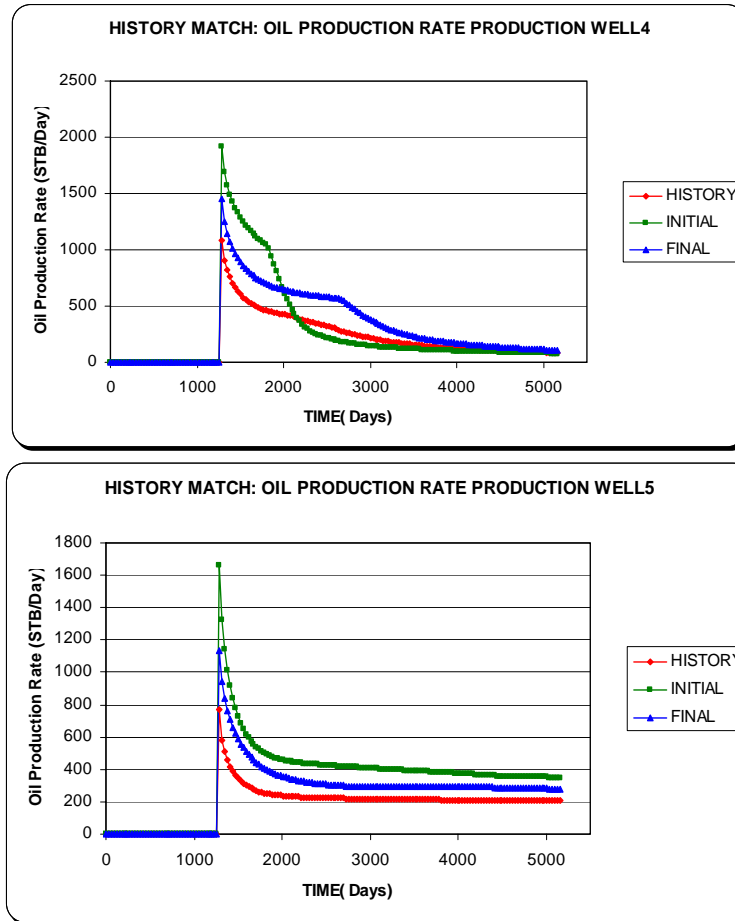 HISTORY MATCH: OIL PRODUCTION RATE PRODUCTION WELL4
Oil Production Rate (STB/Day)
2500
2000
1500
1000
500
0
0 1000 2000 3000 4000 5000
TIME( Days)
HISTORY
INITIAL
FINAL
HISTORY MATCH: OIL PRODUCTION RATE PRODUCTION WELL5
Oil Production Rate (STB/Day)
1800
1600
1400
1200
1000
800
600
400
200
0
0 1000 2000 3000 4000 5000
TIME( Days)
HISTORY
INITIAL
FINAL